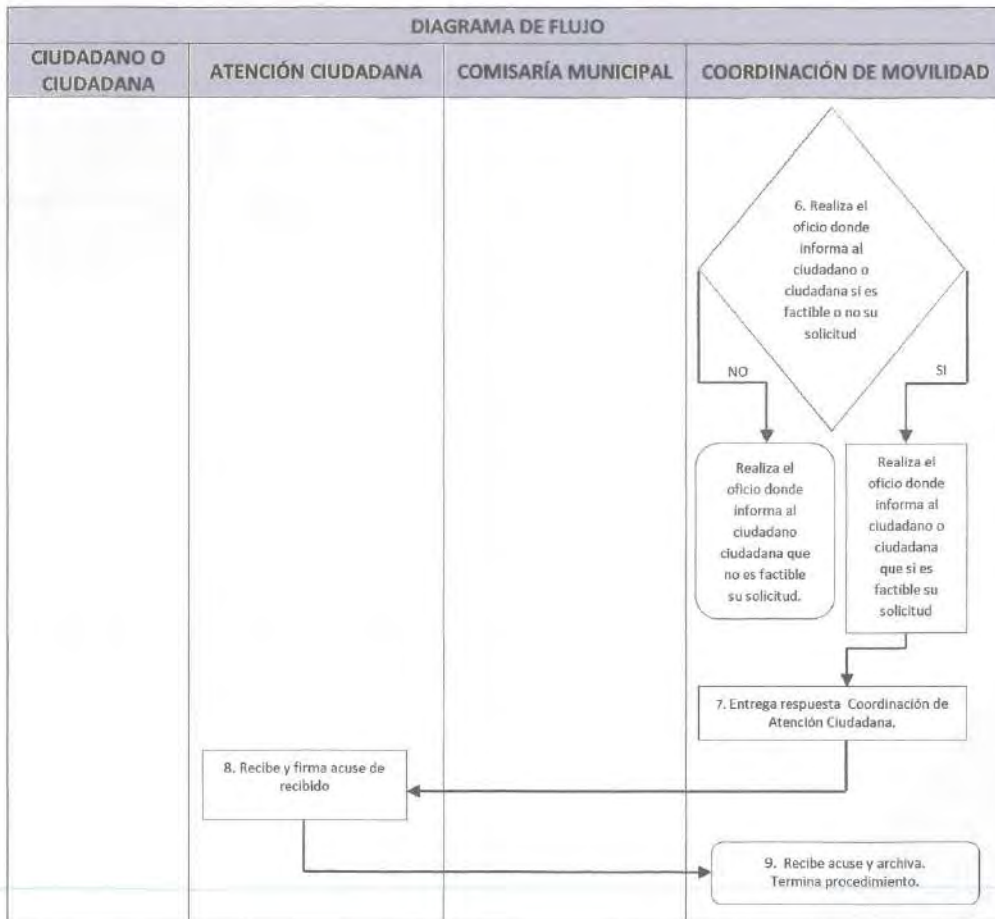 DIAGRAMA DE FLUJO
CIUDADANO O
CIUDADANA
ATENCIÓN CIUDADANA
COMISARÍA MUNICIPAL
COORDINACIÓN DE MOVILIDAD
6. Realiza el
oficio donde
informa al
ciudadano o
ciudadana si es
factible o no su
solicitud
NO
SI
Realiza el
oficio donde
informa al
ciudadano
ciudadana que
no es factible
su solicitud.
Realiza el
oficio donde
informa al
ciudadano o
ciudadana
que si es
factible su
solicitud
7. Entrega respuesta Coordinación de
Atención Ciudadana.
8. Recibe y firma acuse de
recibido
9. Recibe acuse y archiva.
Termina procedimiento.